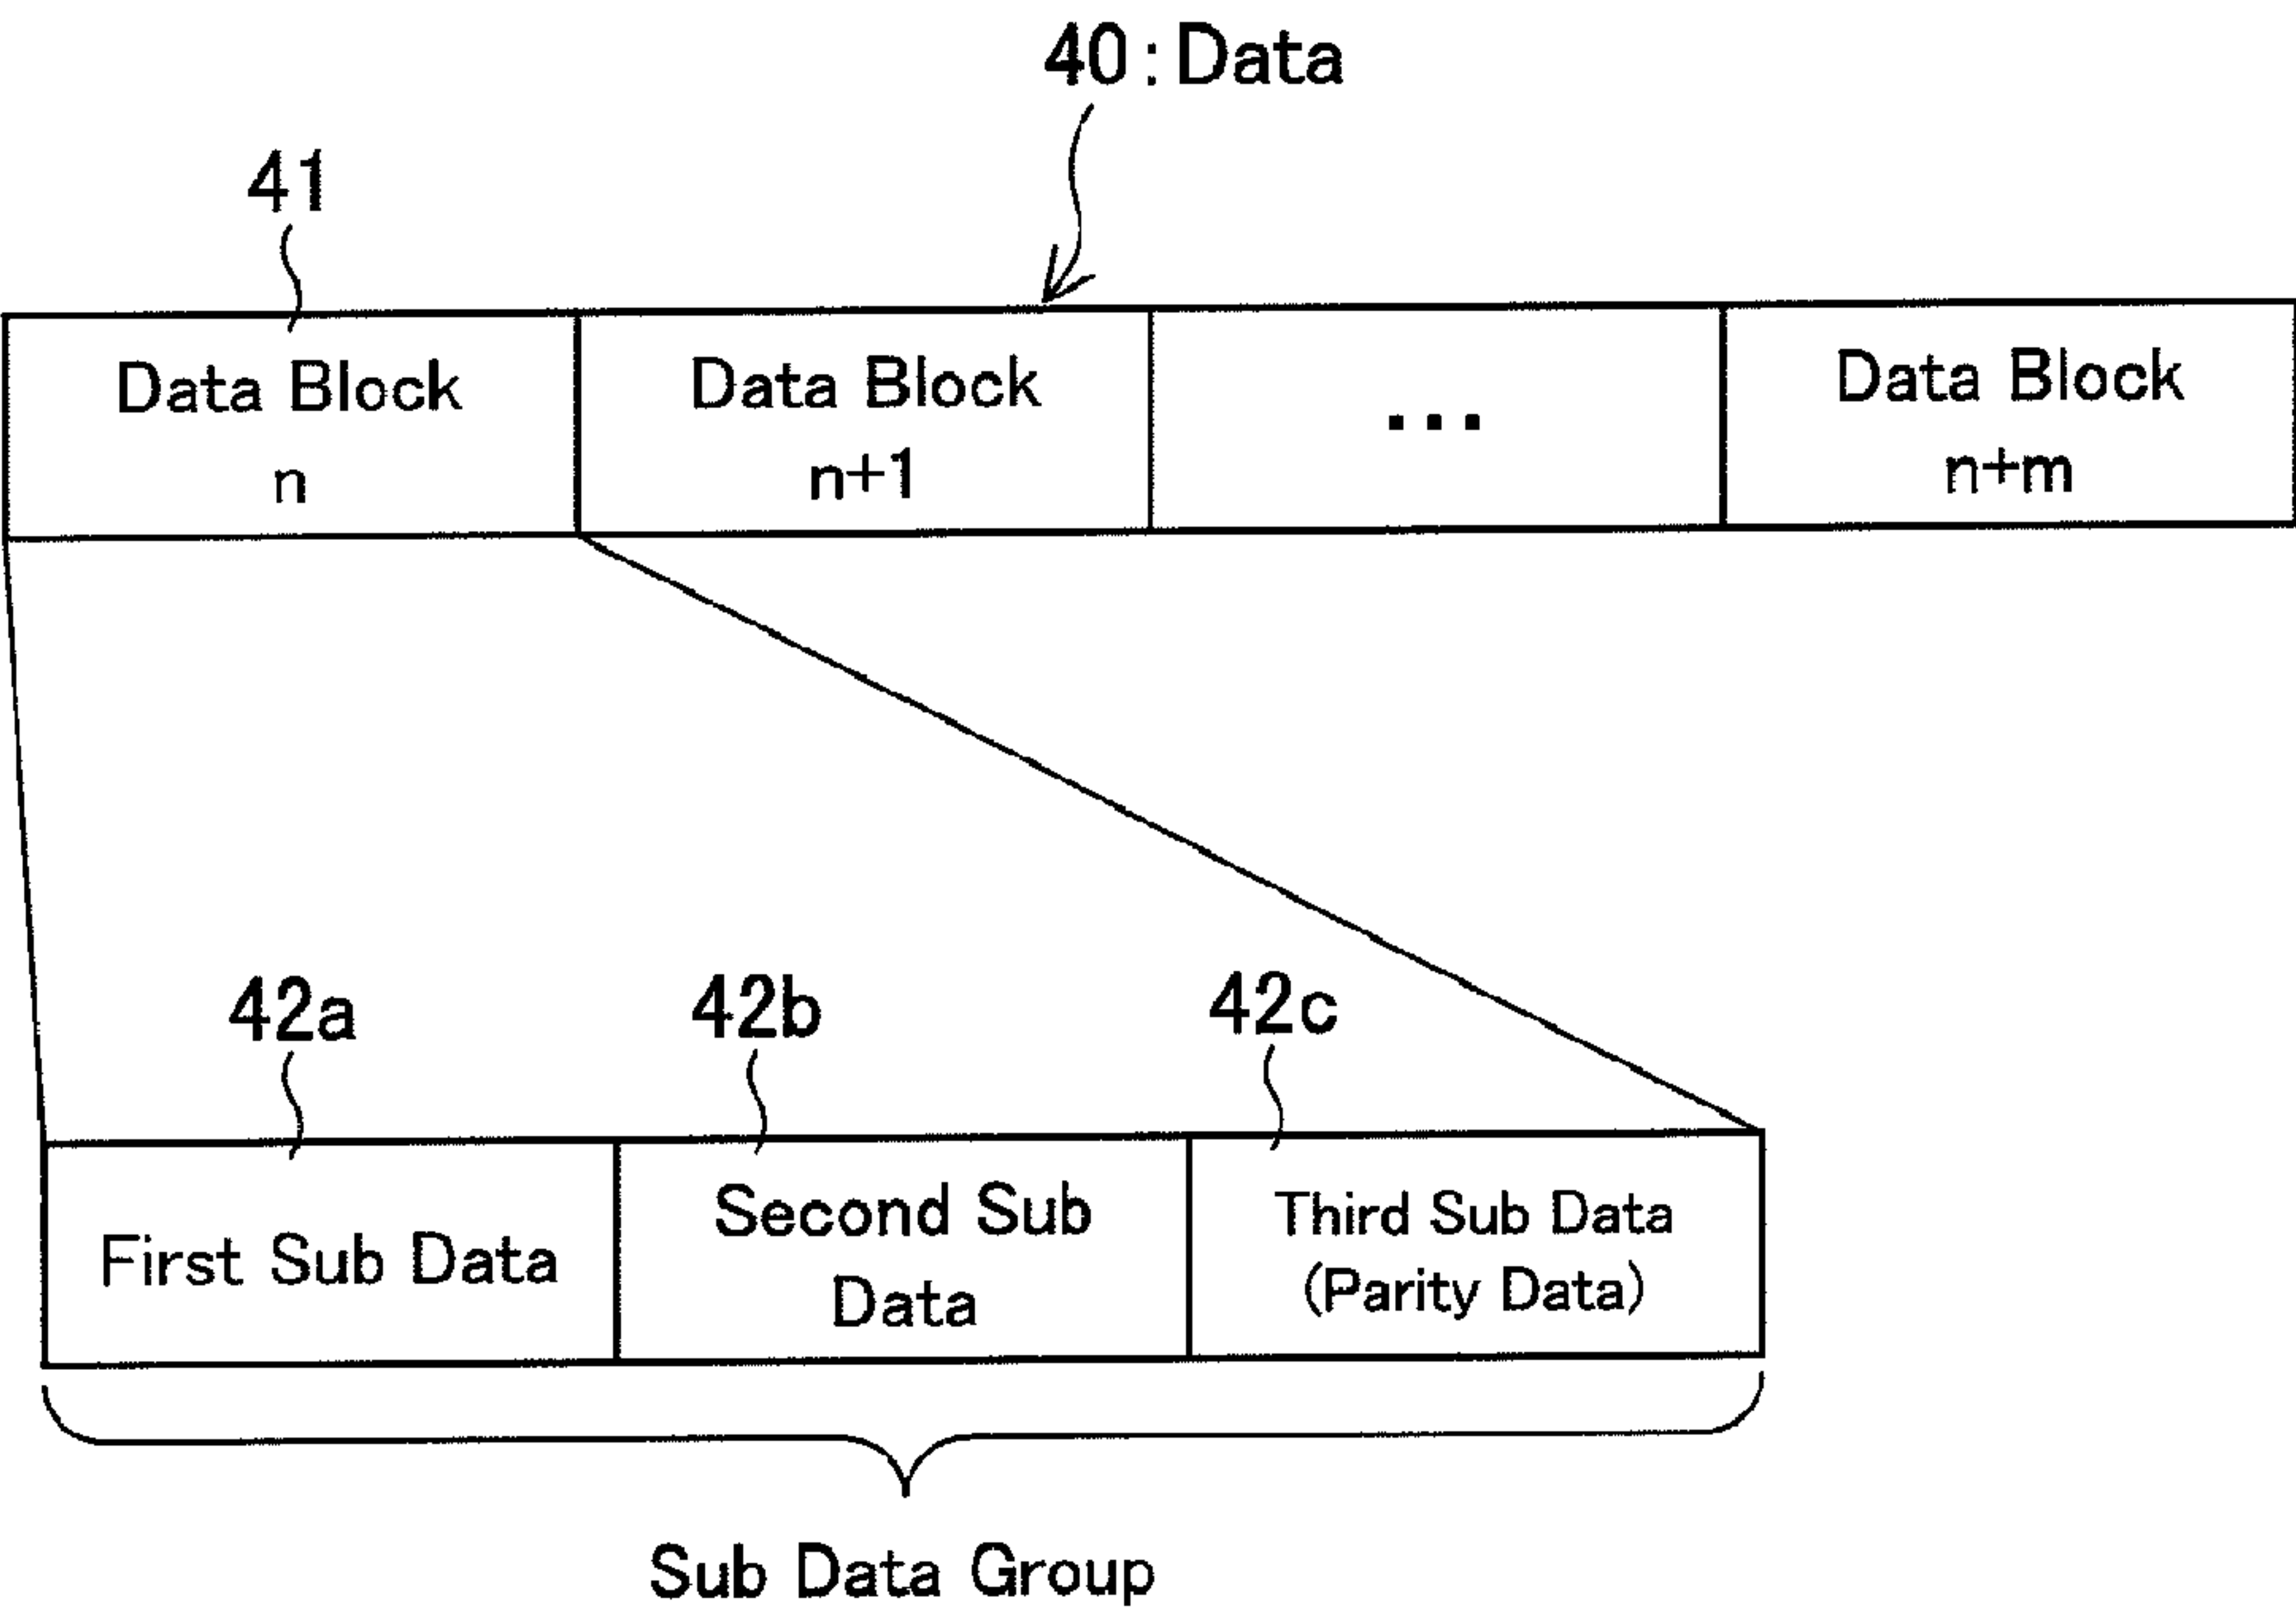 40:Data
41
Data Block
n
Data Block
n+1
...
Data Block
n+m
42a
42b
42c
First Sub Data
Second Sub
Data
Third Sub Data
(Parity Data)
Sub Data Group